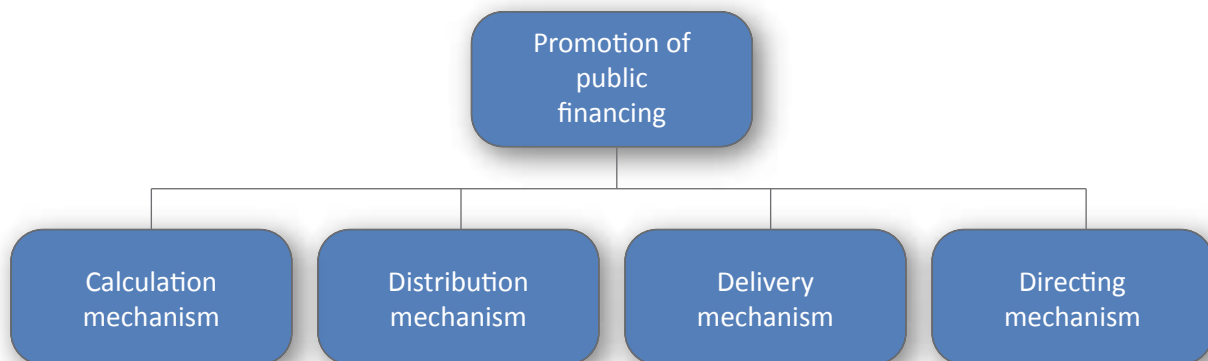 Promotion of
public
financing
Calculation
mechanism
Distribution
mechanism
Delivery
mechanism
Directing
mechanism